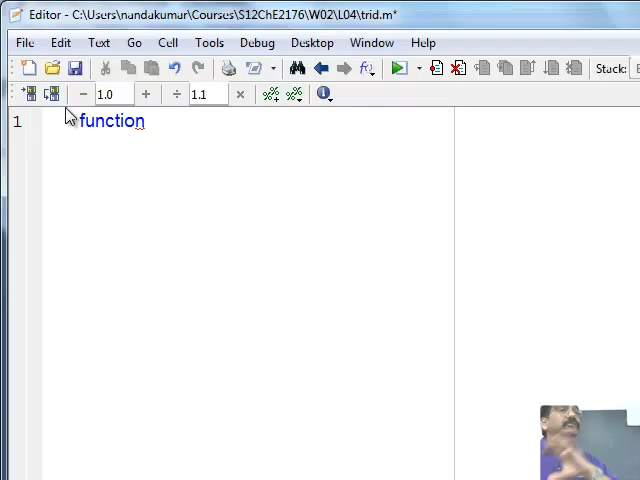 Editor - C:\Users\nandakumar\Courses\S12ChE2176\W02\L04\trid.m*
File Edit Text Go Cell Tools Debug Desktop Window Help
Stack:
1.0 1.1
1 function